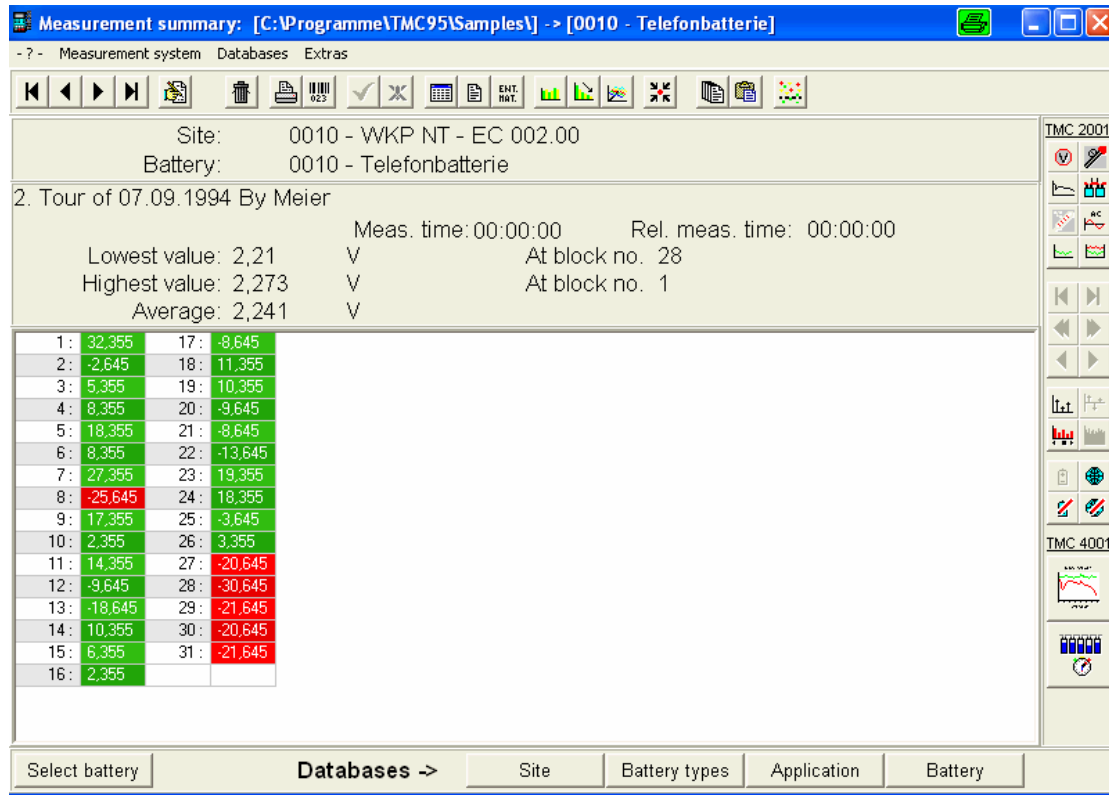 Measurement summary: [C:\Programme\TMC95\Samples\] -> [0010 - Telefonbatterie]
- ? - Measurement system Databases Extras
023 ENT. MAT.
Site: 0010 - WKP NT - EC 002.00
TMC 2001
Battery: 0010 - Telefonbatterie
2. Tour of 07.09.1994 By Meier
AC
Meas. time: 00:00:00 Rel. meas. time: 00:00:00
Lowest value: 2,21 V At block no. 28
Highest value: 2,273 V At block no. 1
Average: 2,241 V
1 : 32,355 17 : -8,645
2 : -2,645 18 : 11,355
3 : 5,355 19 : 10,355
4 : 8,355 20 : -9,645
5 : 18,355 21 : -8,645
6 : 8,355 22 : -13,645
7 : 27,355 23 : 19,355
8 : -25,645 24 : 18,355
9 : 17,355 25 : -3,645
10 : 2,355 26 : 3,355
11 : 14,355 27 : -20,645
12 : -9,645 28 : -30,645
13 : -18,645 29 : -21,645
14 : 10,355 30 : -20,645
15 : 6,355 31 : -21,645
16 : 2,355
TMC 4001
Select battery Databases -> Site Battery types Application Battery